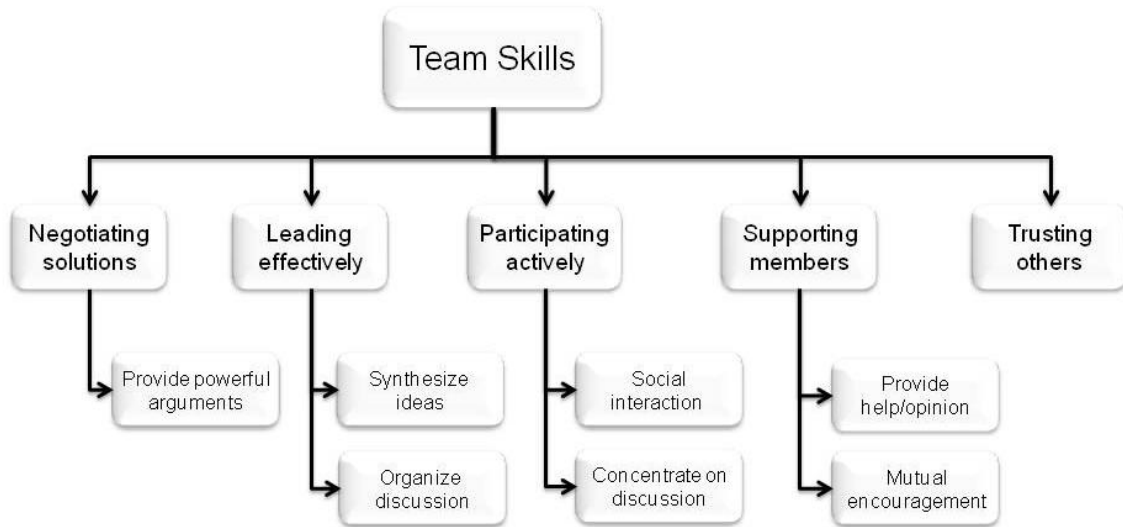 Team Skills
Negotiating
solutions
Leading
effectively
Participating
actively
Supporting
members
Trusting
others
Provide powerful
arguments
Synthesize
ideas
Social
interaction
Provide
help/opinion
Organize
discussion
Concentrate on
discussion
Mutual
encouragement